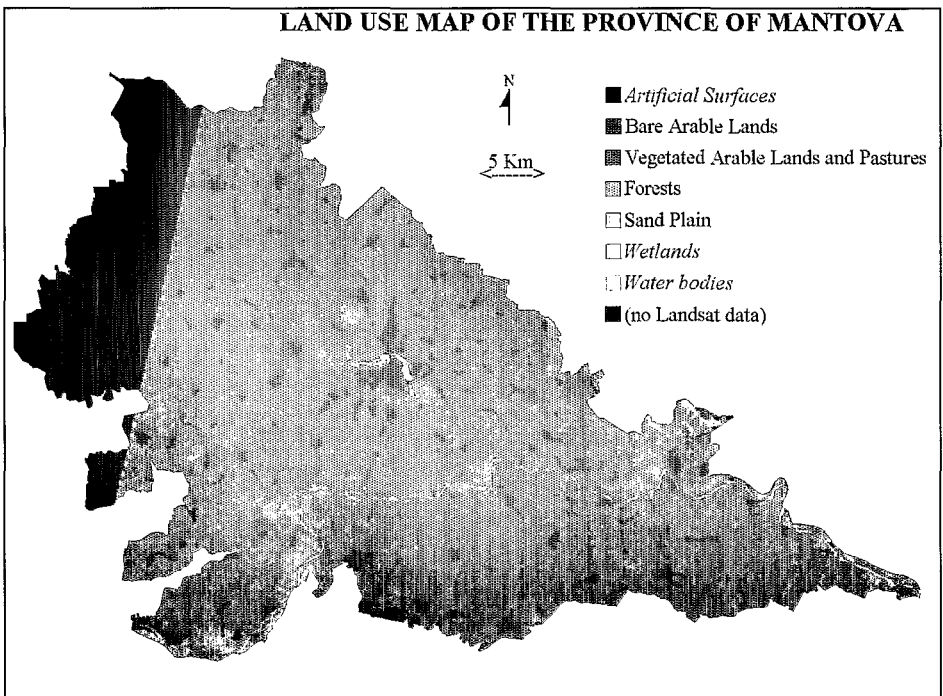 LAND USE MAP OF THE PROVINCE OF MANTOVA
N
5 Km
Artificial Surfaces
Bare Arable Lands
Vegetated Arable Lands and Pastures
Forests
Sand Plain
Wetlands
Water bodies
(no Landsat data)